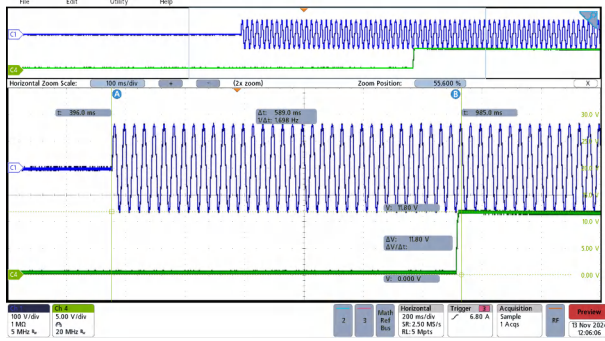 File Edit Utility Help
C1
C4
Horizontal Zoom Scale: 100 ms/div + - (2x zoom) Zoom Position: 55.600 % X
A B
t: 396.0 ms Δt: 589.0 ms t: 985.0 ms
1/Δt: 1.698 Hz
30.0 V
C1
V: 11.80 V
10.0 V
ΔV: 11.80 V
ΔV/Δt:
5.00 V
C4
V: 0.000 V
0.00 V
Ch 4
100 V/div
1 MΩ
5 MHz
5.00 V/div
20 MHz
2
3
Math
Ref
Bus
Horizontal
200 ms/div
SR: 2.50 MS/s
RL: 5 Mpts
Trigger 3
6.80 A
Acquisition
Sample
1 Acqs
RF
Preview
12:06:06